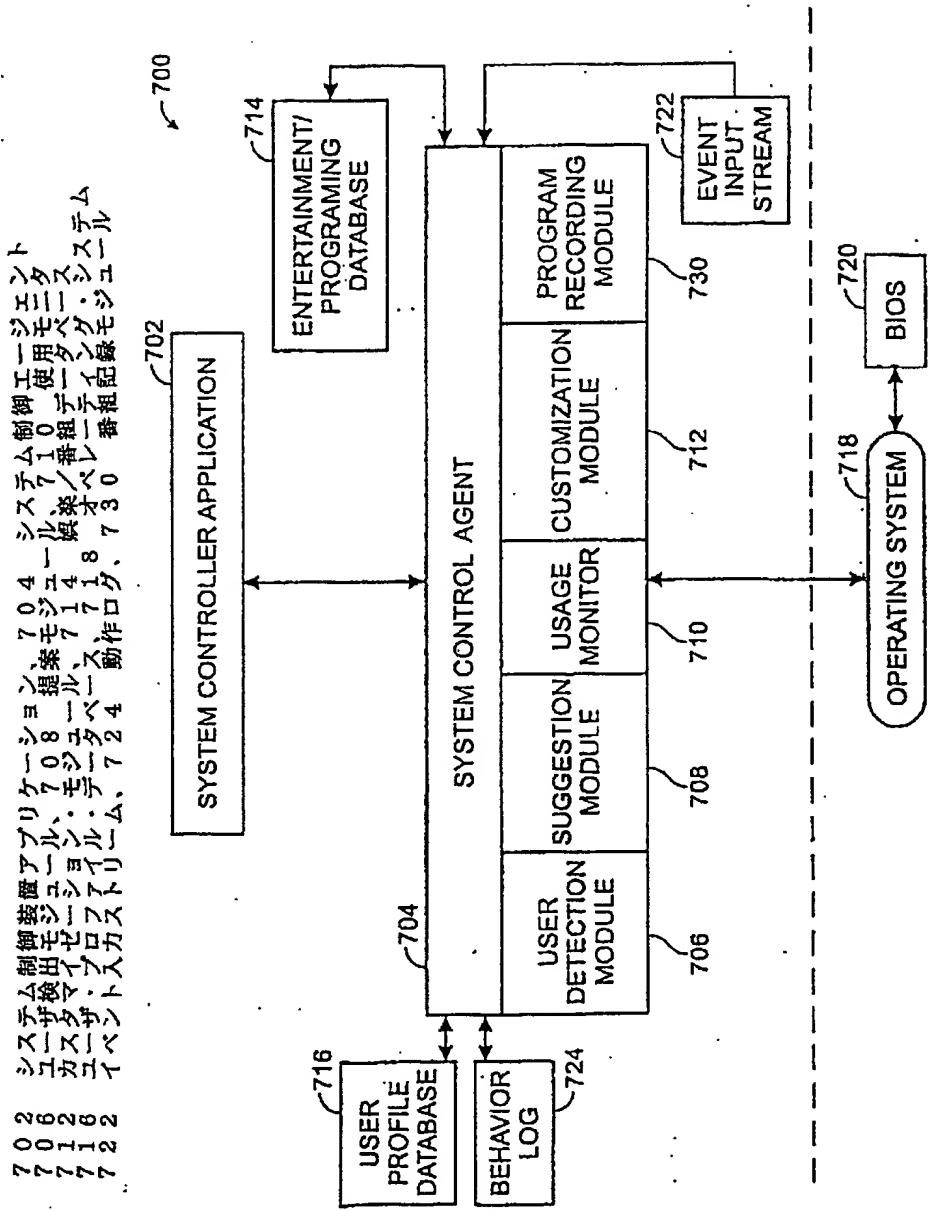 702 システム制御装置アプリケーション、704 システム制御エージェント
706 ユーザ検出モジュール、708 提案モジュール、710 使用モニタ
712 カスタマイゼーション・モジュール、714 娯楽/番組データベース
716 ユーザ・プロファイル・データベース、718 オペレーティング・システム
722 イベント入力ストリーム、724 動作ログ、730 番組記録モジュール
700
702
SYSTEM CONTROLLER APPLICATION
714
ENTERTAINMENT/
PROGRAMING
DATABASE
716
USER
PROFILE
DATABASE
724
BEHAVIOR
LOG
704
SYSTEM CONTROL AGENT
USER
DETECTION
MODULE
SUGGESTION
MODULE
USAGE
MONITOR
CUSTOMIZATION
MODULE
PROGRAM
RECORDING
MODULE
706
708
710
712
730
722
EVENT
INPUT
STREAM
718
OPERATING SYSTEM
720
BIOS